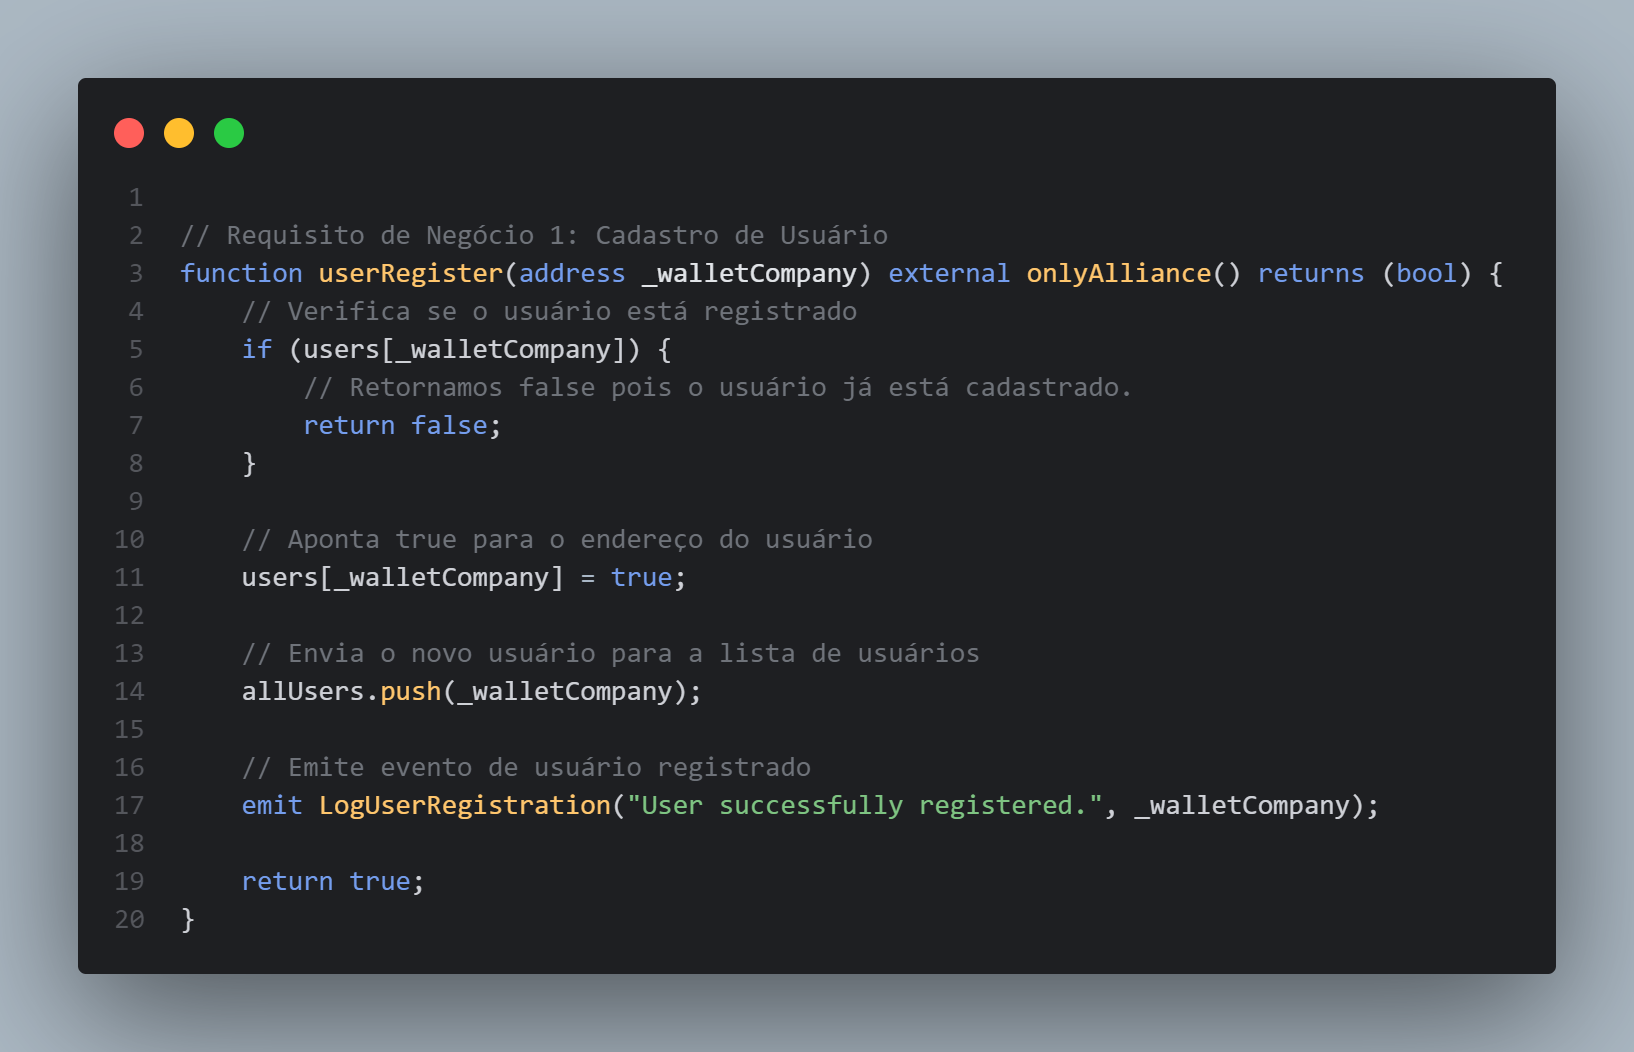 1
2 // Requisito de Negócio 1: Cadastro de Usuário
3 function userRegister(address _walletCompany) external onlyAlliance() returns (bool) {
4     // Verifica se o usuário está registrado
5     if (users[_walletCompany]) {
6         // Retornamos false pois o usuário já está cadastrado.
7         return false;
8     }
9
10     // Aponta true para o endereço do usuário
11     users[_walletCompany] = true;
12
13     // Envia o novo usuário para a lista de usuários
14     allUsers.push(_walletCompany);
15
16     // Emite evento de usuário registrado
17     emit LogUserRegistration("User successfully registered.", _walletCompany);
18
19     return true;
20 }